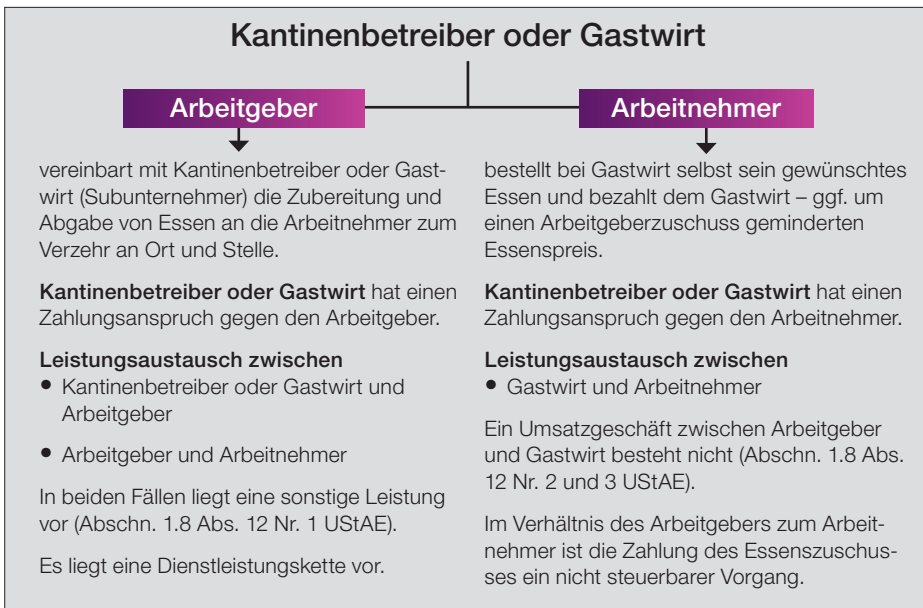 Kantinenbetreiber oder Gastwirt
Arbeitgeber
vereinbart mit Kantinenbetreiber oder Gast-
wirt (Subunternehmer) die Zubereitung und
Abgabe von Essen an die Arbeitnehmer zum
Verzehr an Ort und Stelle.
Kantinenbetreiber oder Gastwirt hat einen
Zahlungsanspruch gegen den Arbeitgeber.
Leistungsaustausch zwischen
• Kantinenbetreiber oder Gastwirt und
Arbeitgeber
• Arbeitgeber und Arbeitnehmer
In beiden Fällen liegt eine sonstige Leistung
vor (Abschn. 1.8 Abs. 12 Nr. 1 UStAE).
Es liegt eine Dienstleistungskette vor.
Arbeitnehmer
bestellt bei Gastwirt selbst sein gewünschtes
Essen und bezahlt dem Gastwirt – ggf. um
einen Arbeitgeberzuschuss geminderten
Essenspreis.
Kantinenbetreiber oder Gastwirt hat einen
Zahlungsanspruch gegen den Arbeitnehmer.
Leistungsaustausch zwischen
• Gastwirt und Arbeitnehmer
Ein Umsatzgeschäft zwischen Arbeitgeber
und Gastwirt besteht nicht (Abschn. 1.8 Abs.
12 Nr. 2 und 3 UStAE).
Im Verhältnis des Arbeitgebers zum Arbeit-
nehmer ist die Zahlung des Essenszuschus-
ses ein nicht steuerbarer Vorgang.